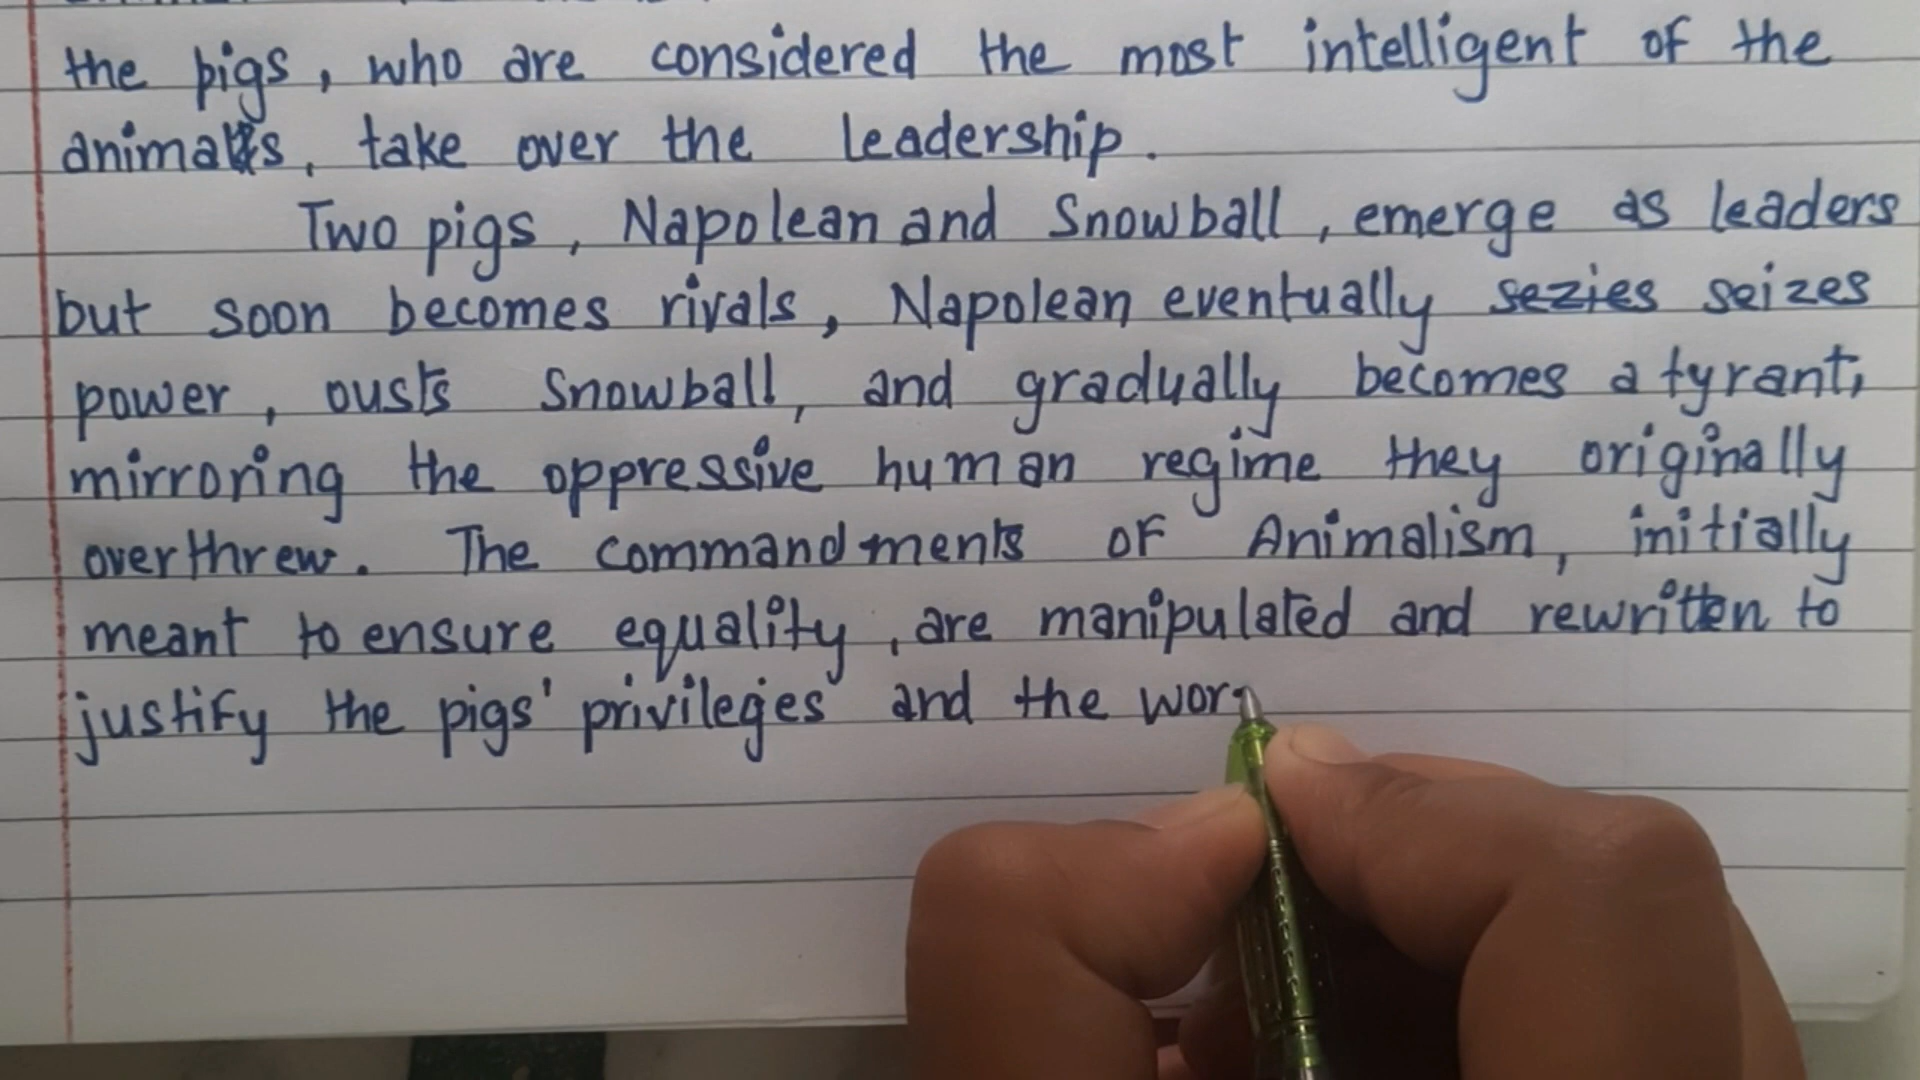 the pigs, who are considered the most intelligent of the
animals, take over the leadership.
Two pigs, Napolean and Snowball, emerge as leaders
but soon becomes rivals, Napolean eventually sezies seizes
power, ousts Snowball, and gradually becomes a tyrant,
mirroring the oppressive human regime they originally
overthrew. The commandments of Animalism, initially
meant to ensure equality, are manipulated and rewritten to
justify the pigs' privileges and the wor